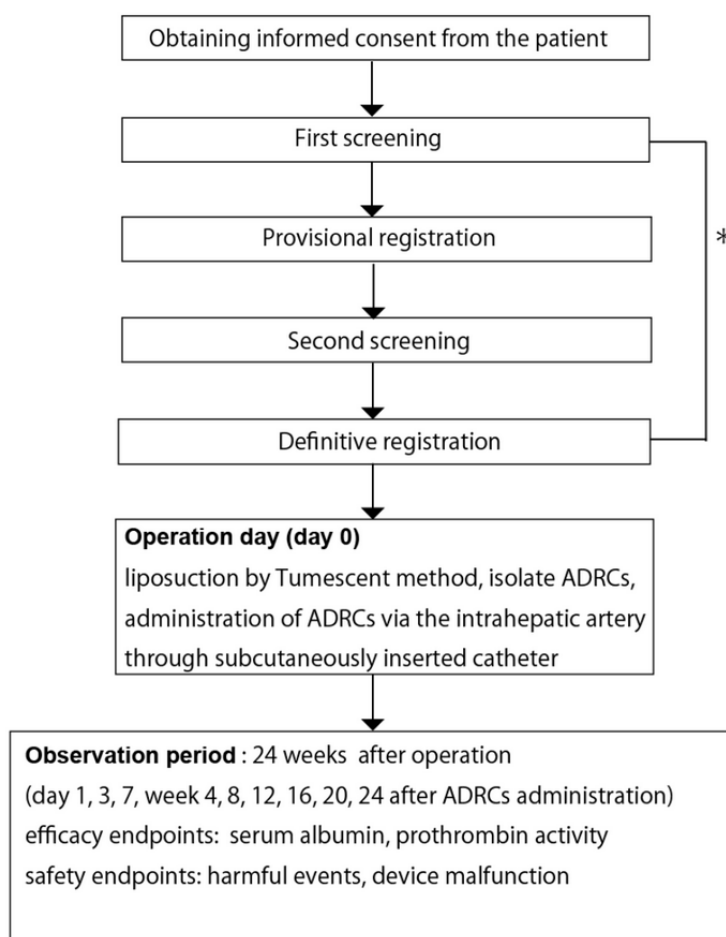 Obtaining informed consent from the patient
First screening
Provisional registration
*
Second screening
Definitive registration
Operation day (day 0)
liposuction by Tumescent method, isolate ADRCs,
administration of ADRCs via the intrahepatic artery
through subcutaneously inserted catheter
Observation period : 24 weeks after operation
(day 1, 3, 7, week 4, 8, 12, 16, 20, 24 after ADRCs administration)
efficacy endpoints: serum albumin, prothrombin activity
safety endpoints: harmful events, device malfunction